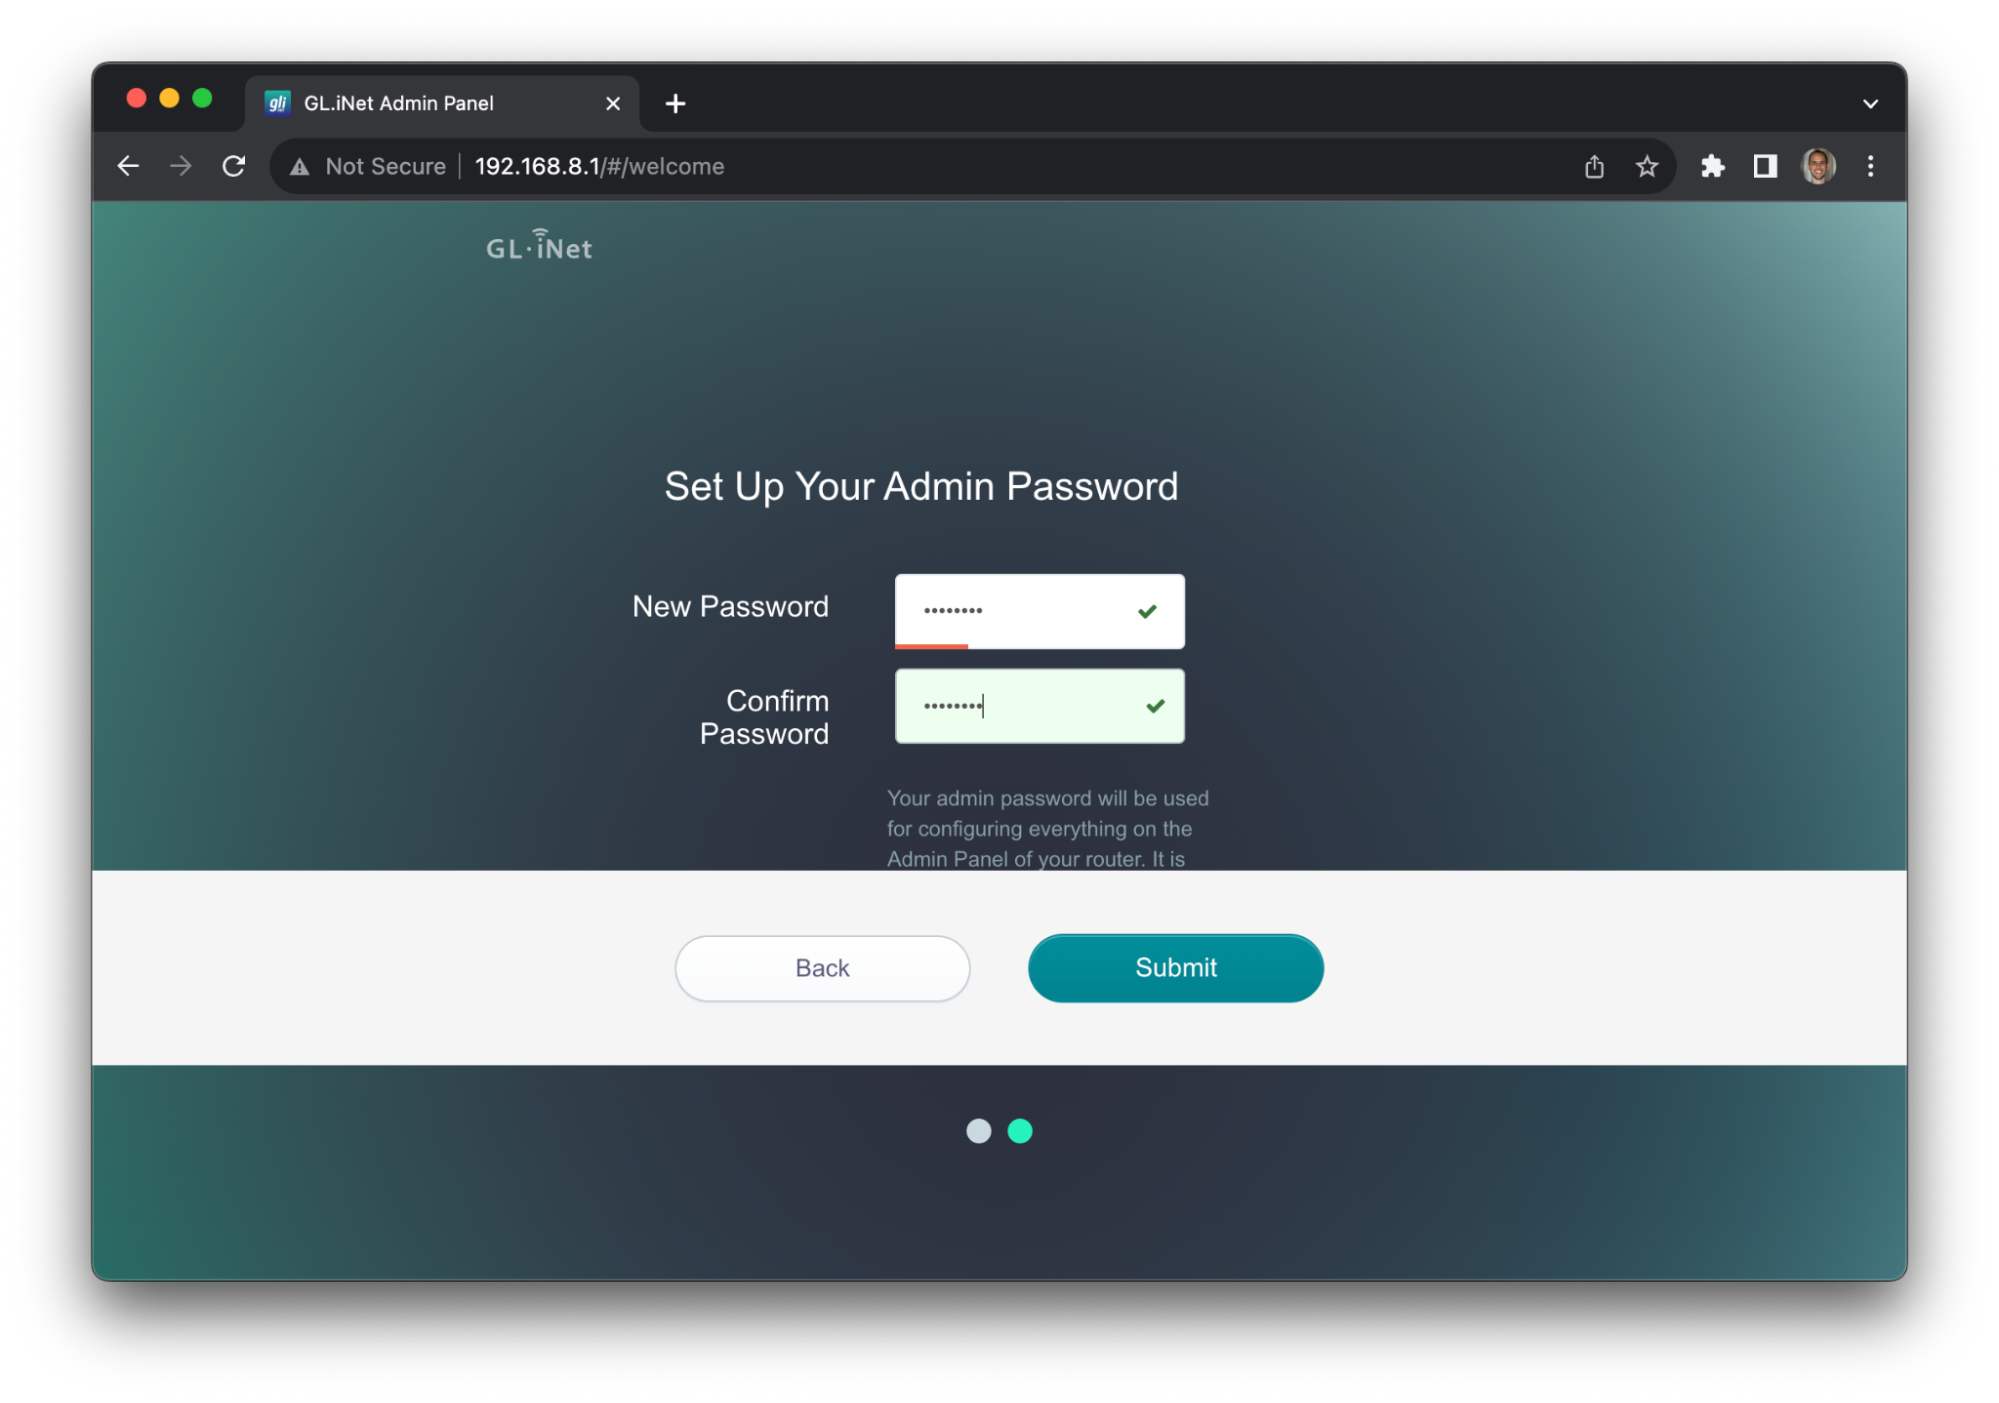 gli GL.iNet Admin Panel
Not Secure 192.168.8.1/#/welcome
GL·iNet
Set Up Your Admin Password
New Password ••••••••
Confirm ••••••••
Password
Your admin password will be used
for configuring everything on the
Admin Panel of your router. It is
Back Submit